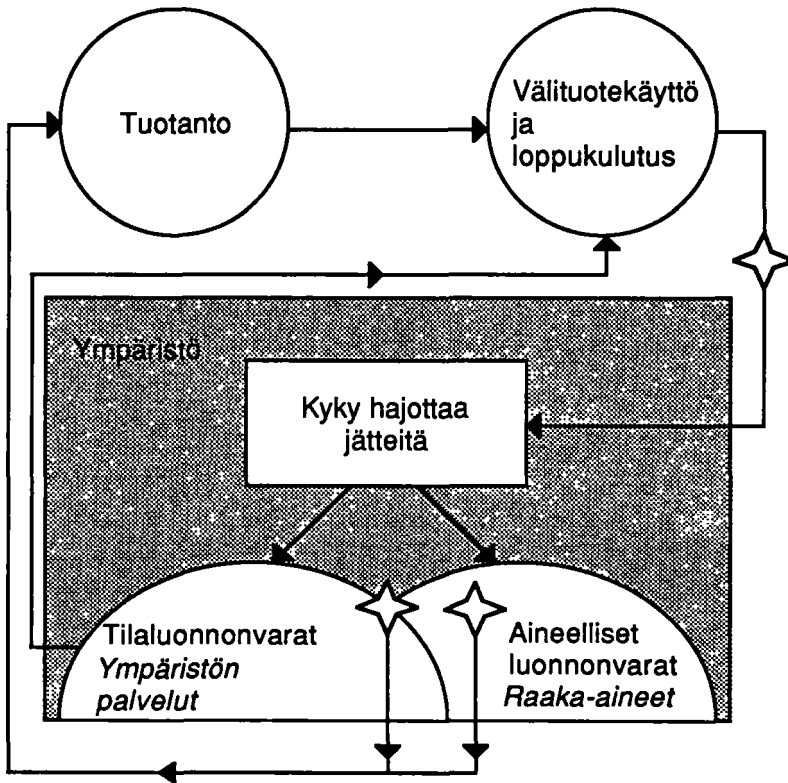 Tuotanto
Välituotekäyttö
ja
loppukulutus
Ympäristö
Kyky hajottaa
jätteitä
Tilaluonnonvarat
Ympäristön
palvelut
Aineelliset
luonnonvarat
Raaka-aineet